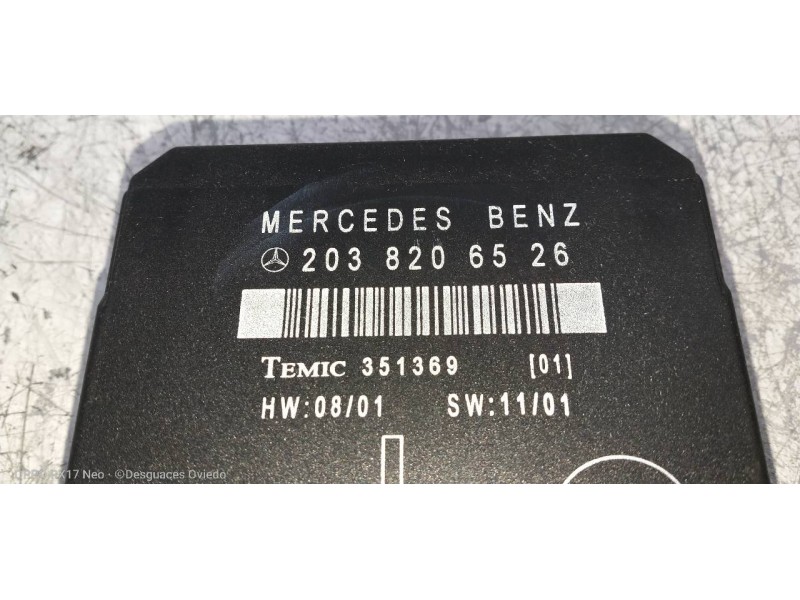 MERCEDES BENZ
203 820 65 26
TEMIC 351369 [01]
HW:08/01 SW:11/01
X17 Neo - ©Desguaces Oviedo